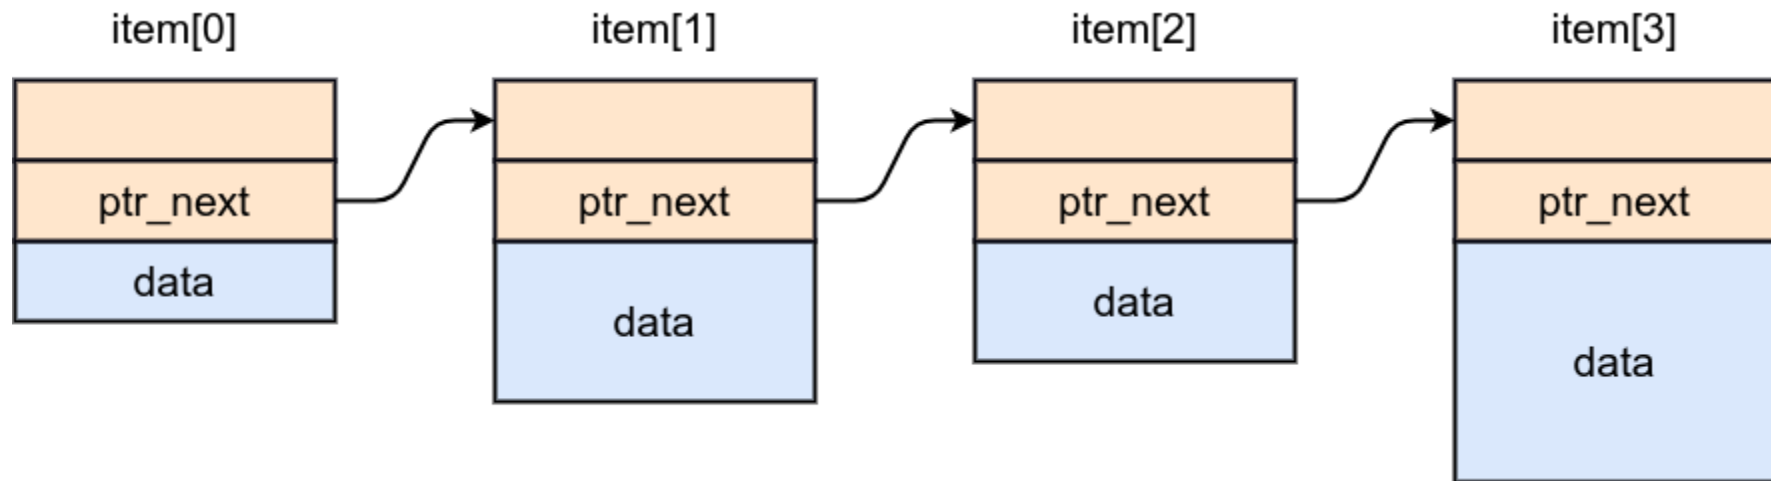 item[0]
item[1]
item[2]
item[3]
ptr_next
ptr_next
ptr_next
ptr_next
data
data
data
data